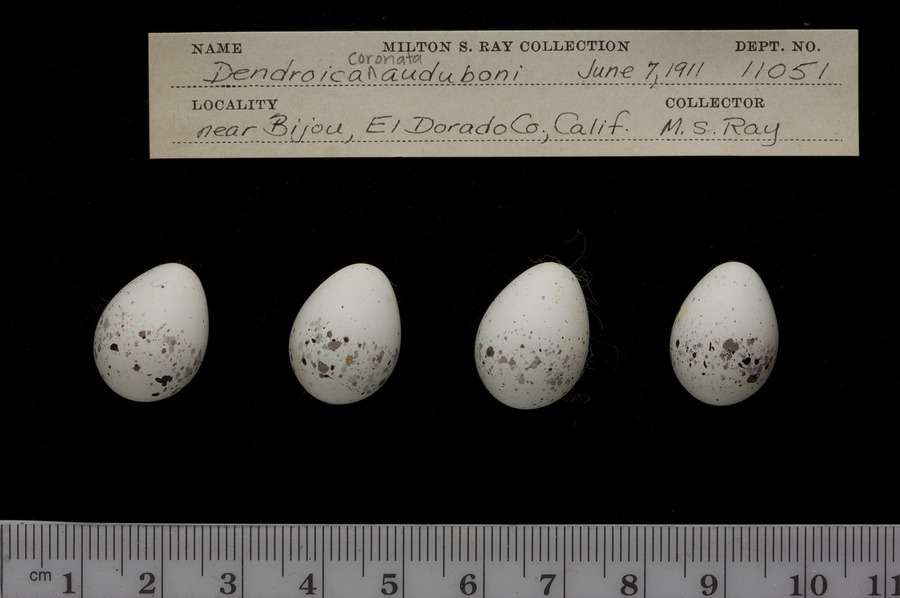 NAME MILTON S. RAY COLLECTION DEPT. NO.
Coronata
Dendroica ^ auduboni June 7, 1911 11051
LOCALITY COLLECTOR
near Bijou, El Dorado Co., Calif. M. S. Ray
cm 1 2 3 4 5 6 7 8 9 10 11